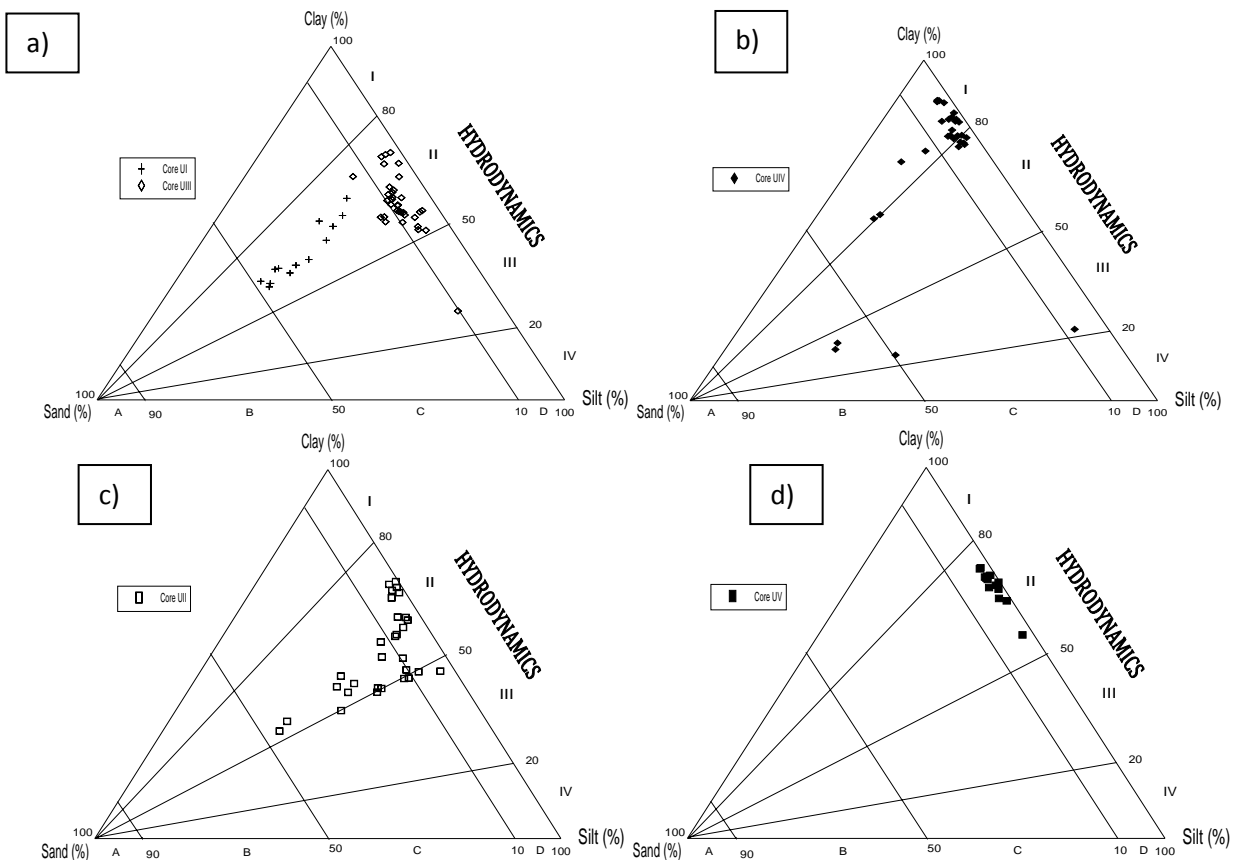 a)
Clay (%)
100
I
80
II
HYDRODYNAMICS
Core UI
Core UIII
50
III
20
IV
100
Sand (%)
A
90
B
50
C
10
D
100
Silt (%)
b)
Clay (%)
100
I
80
II
HYDRODYNAMICS
Core UIV
50
III
20
IV
100
Sand (%)
A
90
B
50
C
10
D
100
Silt (%)
c)
Clay (%)
100
I
80
II
HYDRODYNAMICS
Core UII
50
III
20
IV
100
Sand (%)
A
90
B
50
C
10
D
100
Silt (%)
d)
100
I
80
II
HYDRODYNAMICS
Core UV
50
III
20
IV
100
Sand (%)
A
90
B
50
C
10
D
100
Silt (%)
Clay (%)